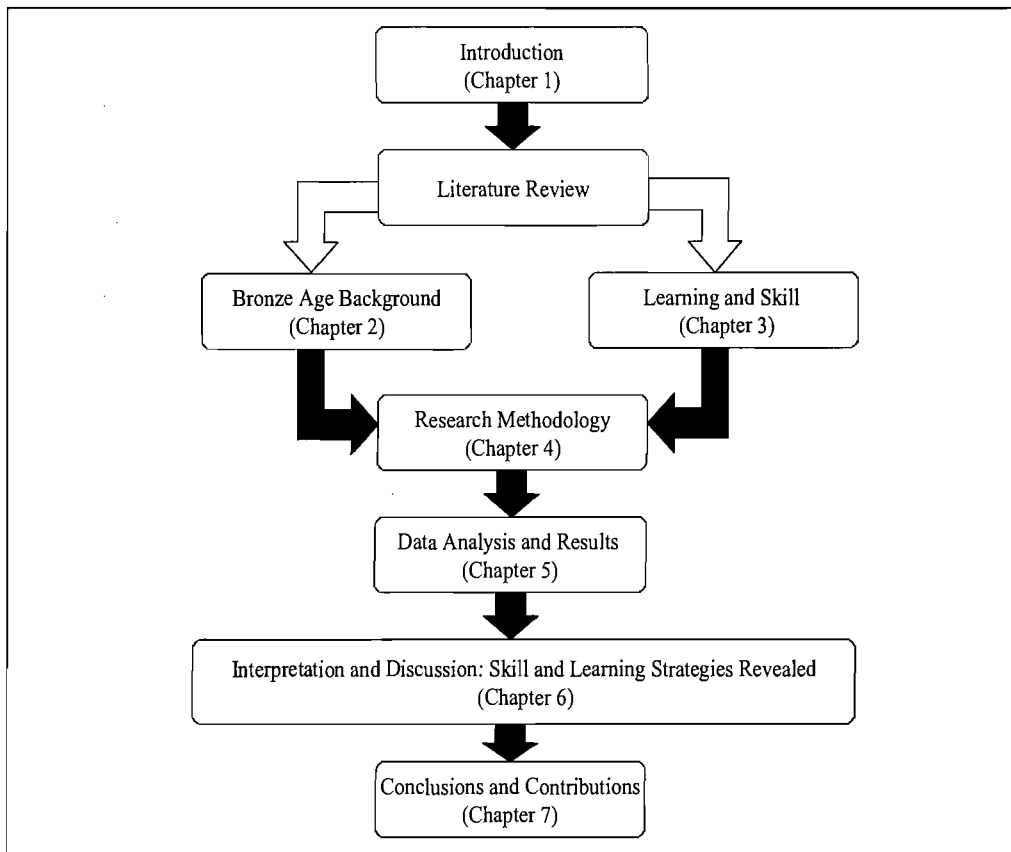 Introduction
(Chapter 1)
Literature Review
Bronze Age Background
(Chapter 2)
Learning and Skill
(Chapter 3)
Research Methodology
(Chapter 4)
Data Analysis and Results
(Chapter 5)
Interpretation and Discussion: Skill and Learning Strategies Revealed
(Chapter 6)
Conclusions and Contributions
(Chapter 7)